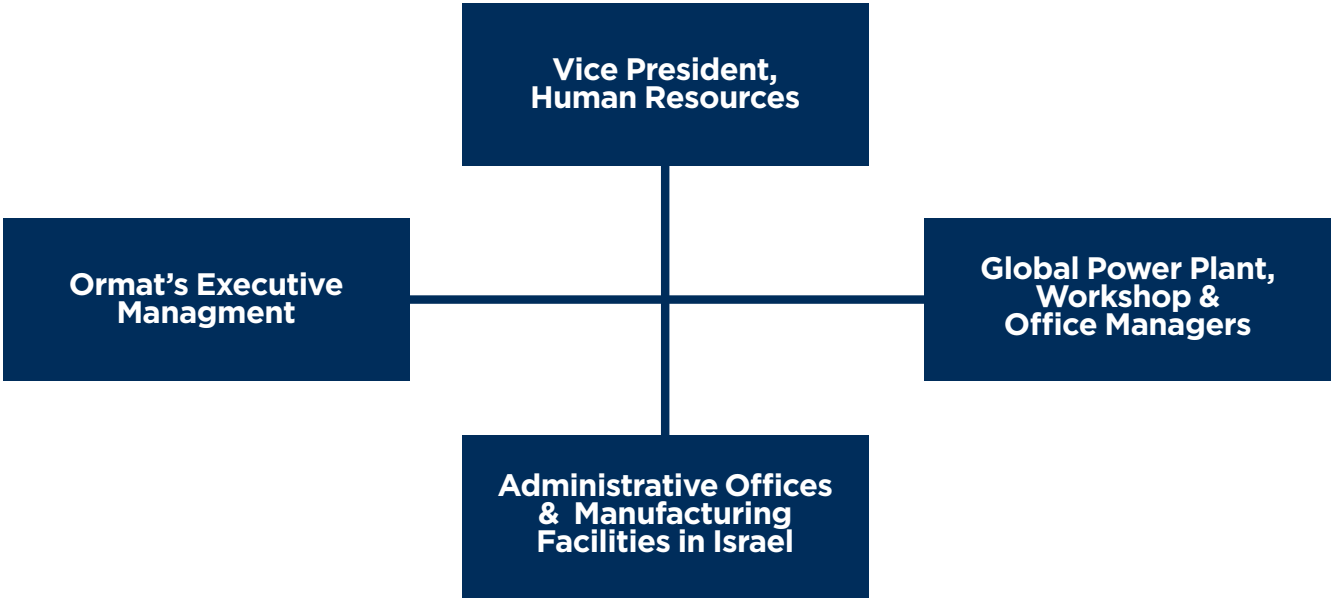 Vice President,
Human Resources
Ormat’s Executive
Managment
Global Power Plant,
Workshop &
Office Managers
Administrative Offices
& Manufacturing
Facilities in Israel